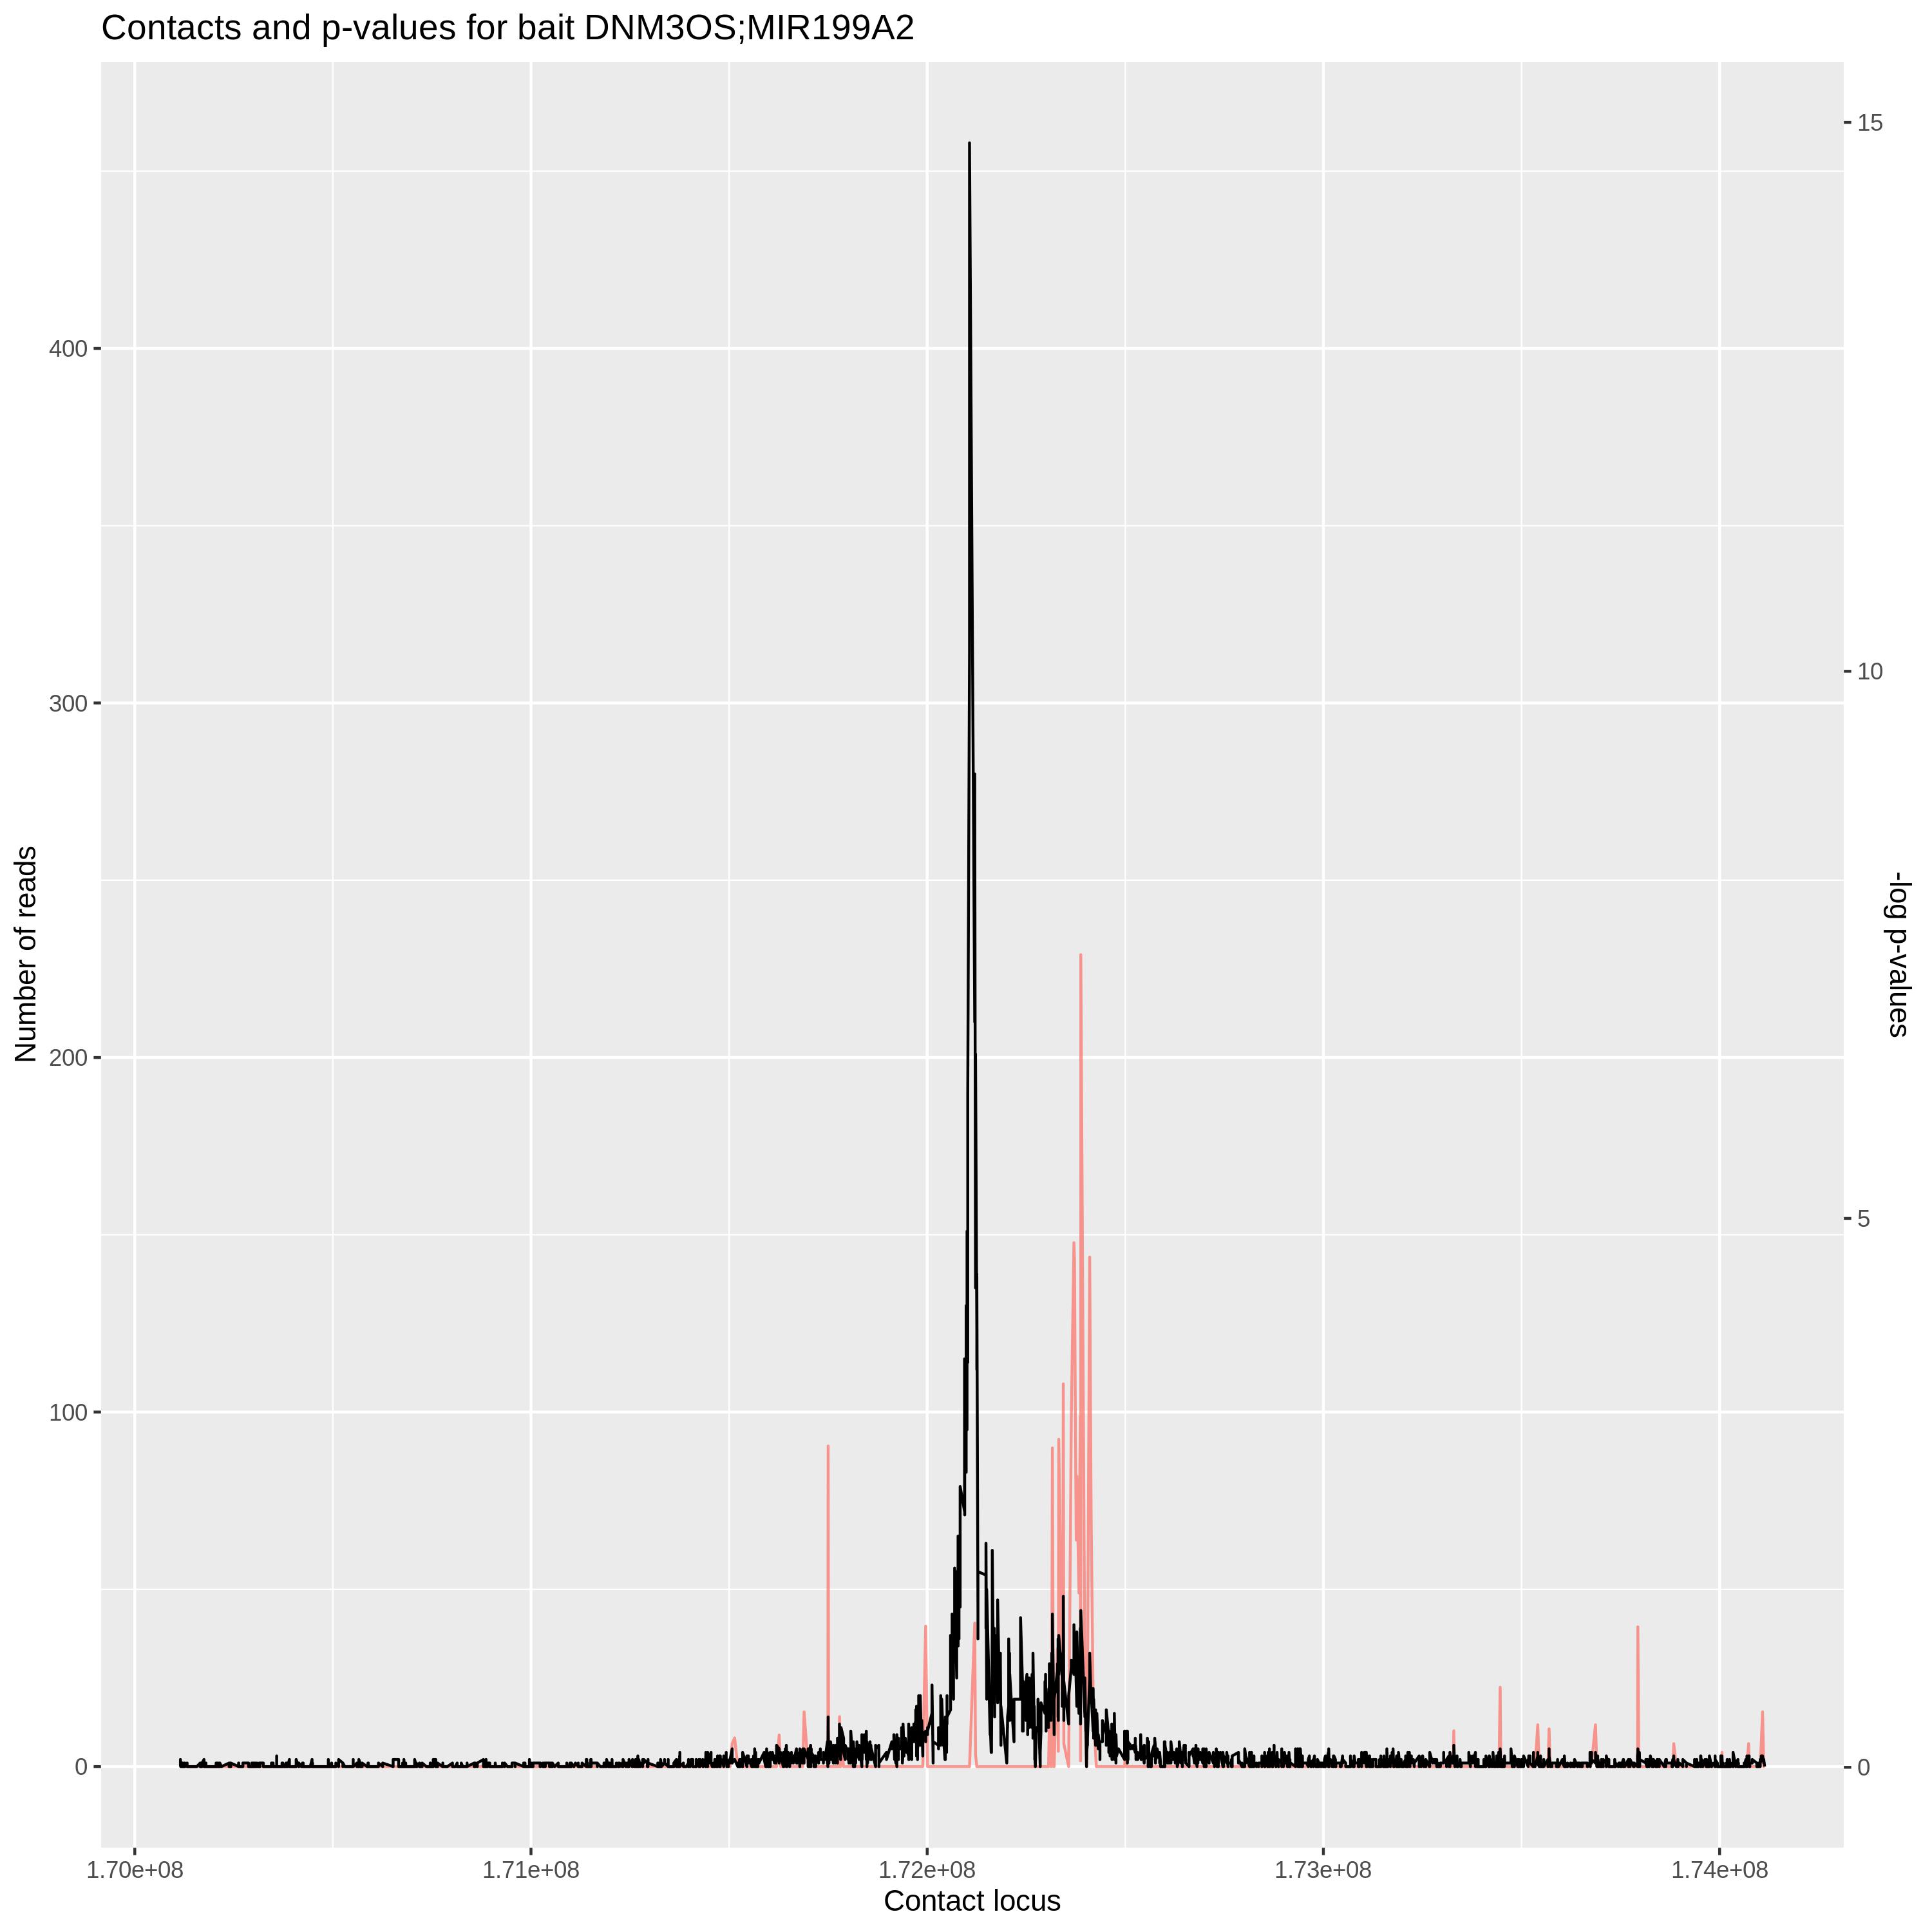 Contacts and p-values for bait DNM3OS;MIR199A2
15
400
10
300
Number of reads
-log p-values
200
5
100
0
0
1.70e+08
1.71e+08
1.72e+08
1.73e+08
1.74e+08
Contact locus